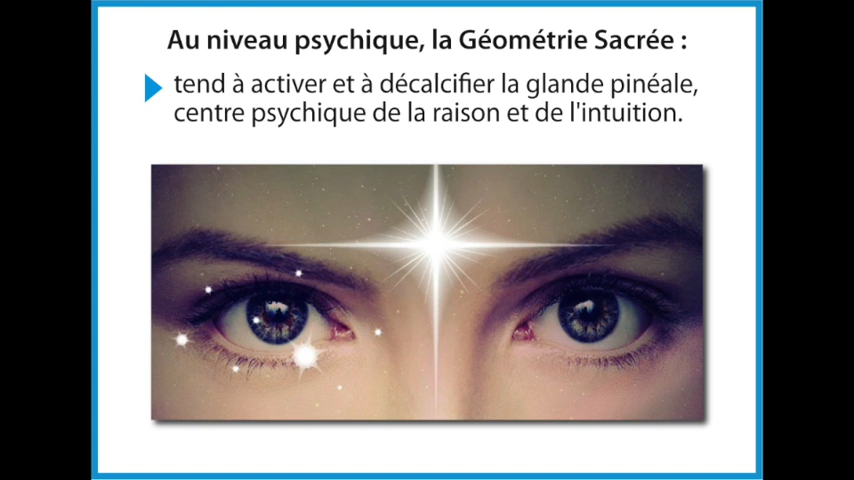 Au niveau psychique, la Géométrie Sacrée :
tend à activer et à décalcifier la glande pinéale,
centre psychique de la raison et de l'intuition.